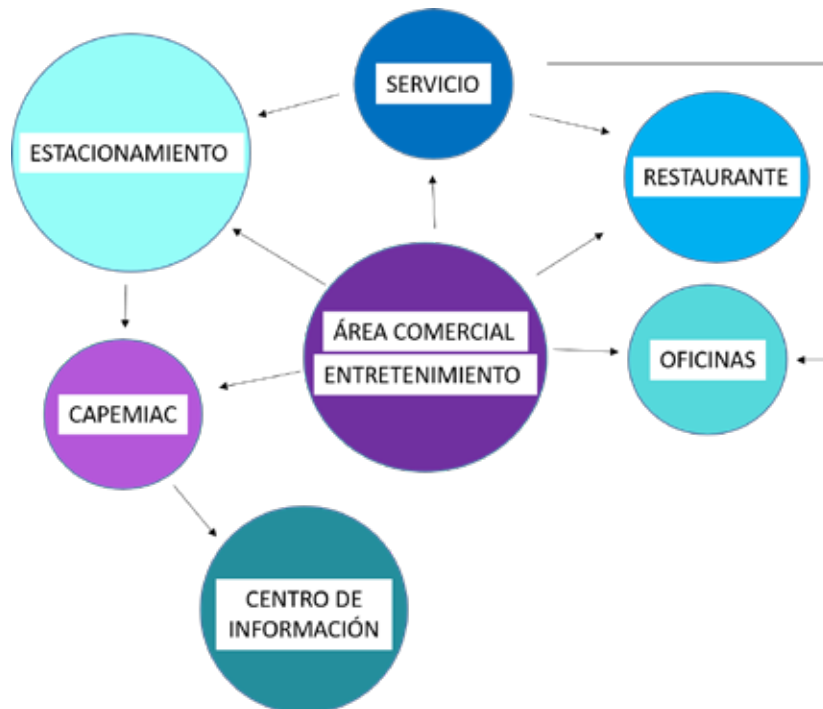 SERVICIO
ESTACIONAMIENTO
RESTAURANTE
ÁREA COMERCIAL
ENTRETENIMIENTO
OFICINAS
CAPEMIAC
CENTRO DE
INFORMACIÓN